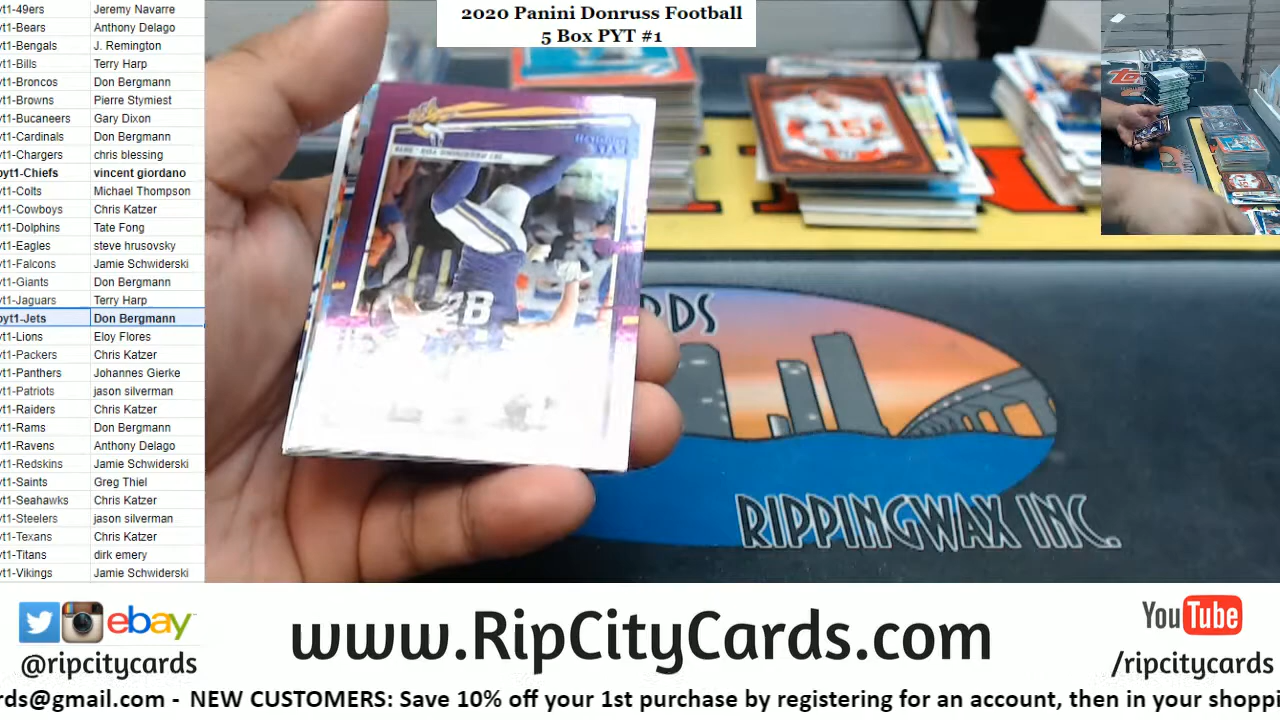 2020 Panini Donruss Football
5 Box PYT #1
yt1-49ers Jeremy Navarre
yt1-Bears Anthony Delago
yt1-Bengals J. Remington
yt1-Bills Terry Harp
yt1-Broncos Don Bergmann
yt1-Browns Pierre Stymiest
yt1-Bucaneers Gary Dixon
yt1-Cardinals Don Bergmann
yt1-Chargers chris blessing
pyt1-Chiefs vincent giordano
yt1-Colts Michael Thompson
yt1-Cowboys Chris Katzer
yt1-Dolphins Tate Fong
yt1-Eagles steve hrusovsky
yt1-Falcons Jamie Schwiderski
yt1-Giants Don Bergmann
yt1-Jaguars Terry Harp
pyt1-Jets Don Bergmann
yt1-Lions Eloy Flores
yt1-Packers Chris Katzer
yt1-Panthers Johannes Gierke
yt1-Patriots jason silverman
yt1-Raiders Chris Katzer
yt1-Rams Don Bergmann
yt1-Ravens Anthony Delago
yt1-Redskins Jamie Schwiderski
yt1-Saints Greg Thiel
yt1-Seahawks Chris Katzer
yt1-Steelers jason silverman
yt1-Texans Chris Katzer
yt1-Titans dirk emery
yt1-Vikings Jamie Schwiderski
28
15
RDS
RIPPINGWAX INC.
ebay
@ripcitycards
www.RipCityCards.com
YouTube
/ripcitycards
rds@gmail.com - NEW CUSTOMERS: Save 10% off your 1st purchase by registering for an account, then in your shoppi